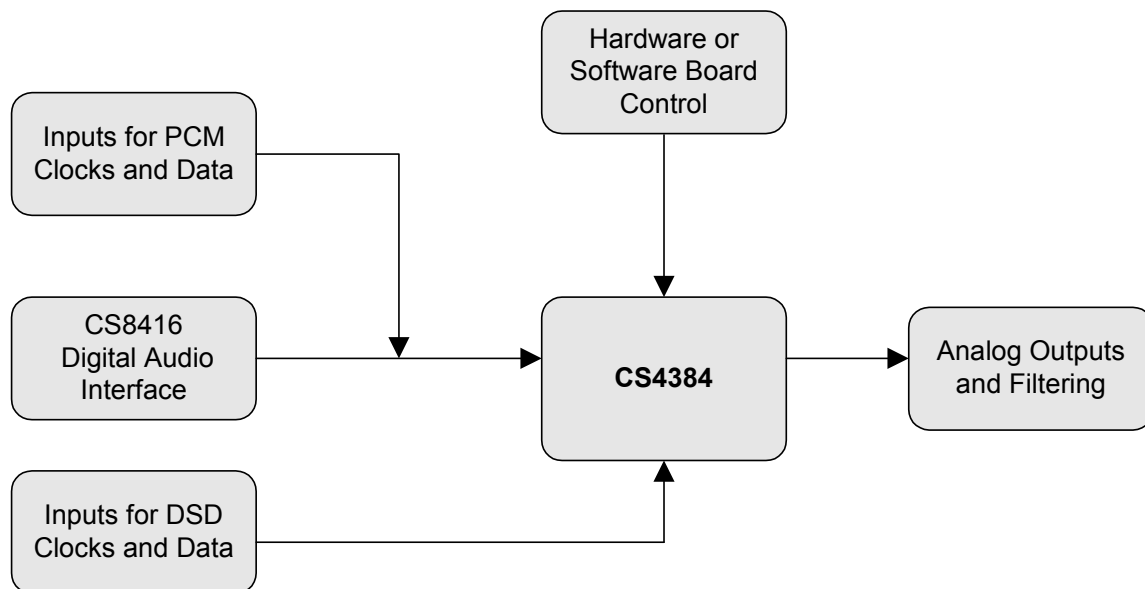 Hardware or
Software Board
Control
Inputs for PCM
Clocks and Data
CS8416
Digital Audio
Interface
CS4384
Analog Outputs
and Filtering
Inputs for DSD
Clocks and Data